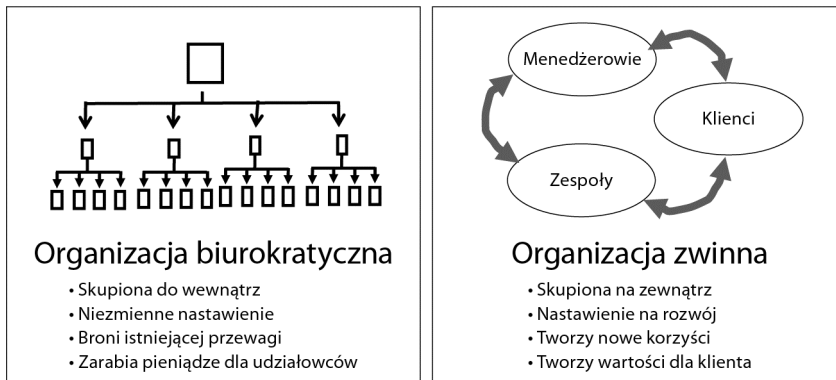 Organizacja biurokratyczna
• Skupiona do wewnątrz
• Niezmienne nastawienie
• Broni istniejącej przewagi
• Zarabia pieniądze dla udziałowców
Menedżerowie
Klienci
Zespoły
Organizacja zwinna
• Skupiona na zewnątrz
• Nastawienie na rozwój
• Tworzy nowe korzyści
• Tworzy wartości dla klienta